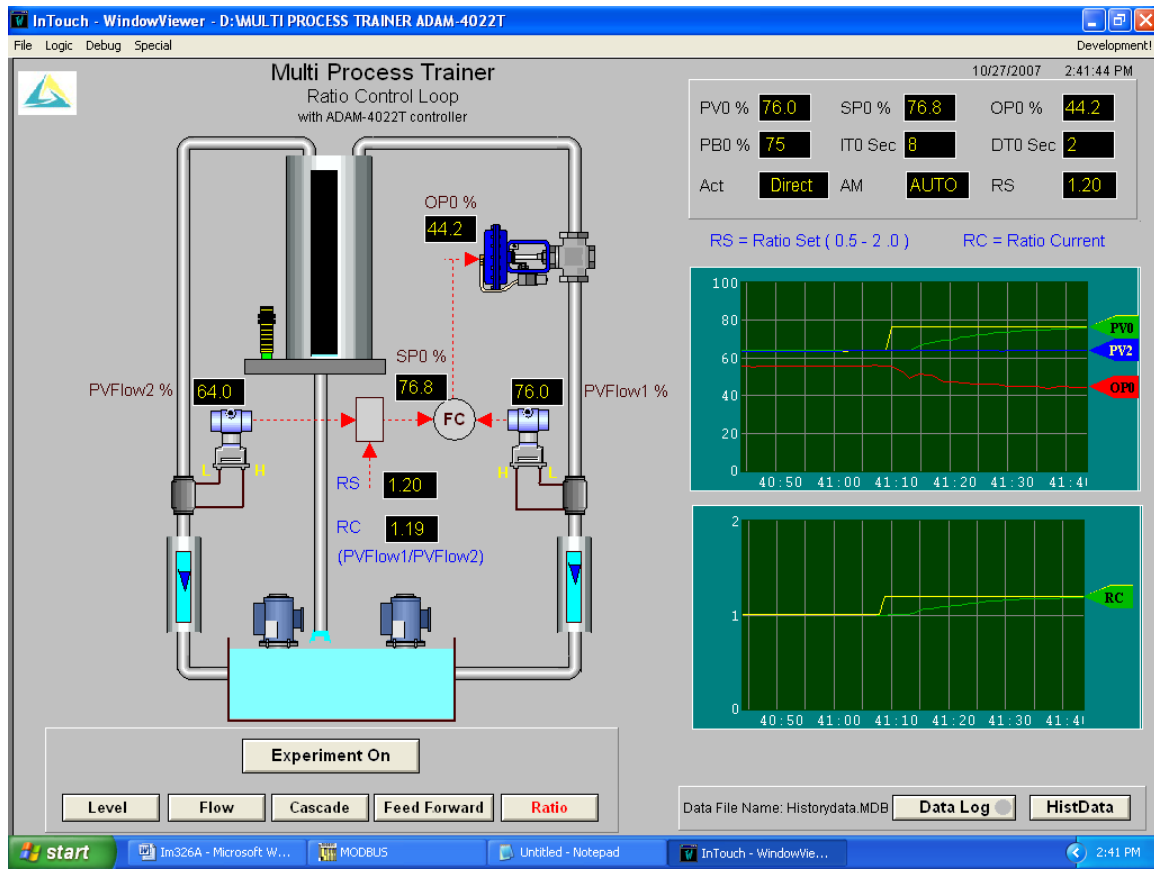 InTouch - WindowViewer - D:\MULTI PROCESS TRAINER ADAM-4022T
File Logic Debug Special
Development!
Multi Process Trainer
Ratio Control Loop
with ADAM-4022T controller
10/27/2007 2:41:44 PM
PV0 % 76.0 SP0 % 76.8 OP0 % 44.2
PB0 % 75 IT0 Sec 8 DT0 Sec 2
Act Direct AM AUTO RS 1.20
RS = Ratio Set ( 0.5 - 2 .0 ) RC = Ratio Current
OP0 %
44.2
SP0 %
76.8
PVFlow2 % 64.0
76.0 PVFlow1 %
FC
L H
H L
RS 1.20
RC 1.19
(PVFlow1/PVFlow2)
100
80
60
40
20
0
PV0
PV2
OP0
40:50 41:00 41:10 41:20 41:30 41:4
2
1
0
RC
40:50 41:00 41:10 41:20 41:30 41:4
Experiment On
Level Flow Cascade Feed Forward Ratio
Data File Name: Historydata.MDB Data Log HistData
start Im326A - Microsoft W... MODBUS Untitled - Notepad InTouch - WindowVie... 2:41 PM